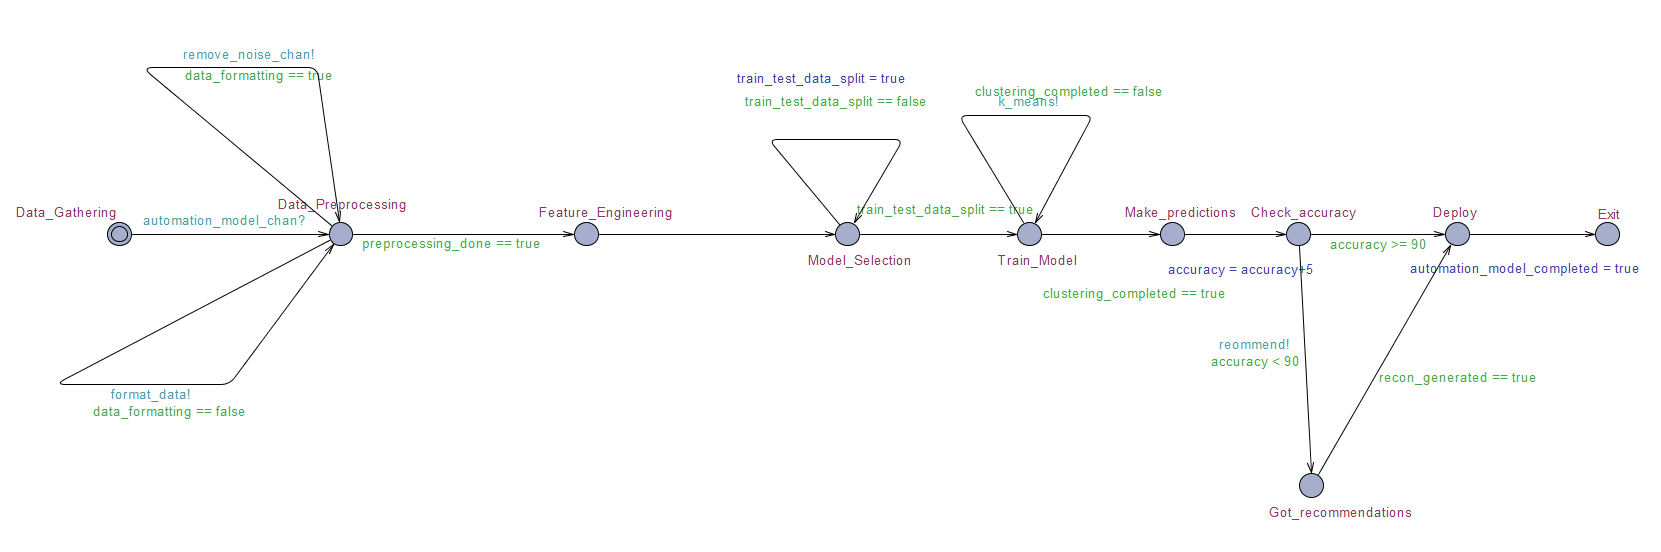 remove_noise_chan!
data_formatting == true
train_test_data_split = true
train_test_data_split == false
clustering_completed == false
k_means!
Data_Gathering
automation_model_chan?
Data_Preprocessing
preprocessing_done == true
Feature_Engineering
train_test_data_split == true
Model_Selection
Train_Model
Make_predictions
Check_accuracy
Deploy
Exit
accuracy >= 90
accuracy = accuracy+5
automation_model_completed = true
clustering_completed == true
reommend!
accuracy < 90
recon_generated == true
format_data!
data_formatting == false
Got_recommendations